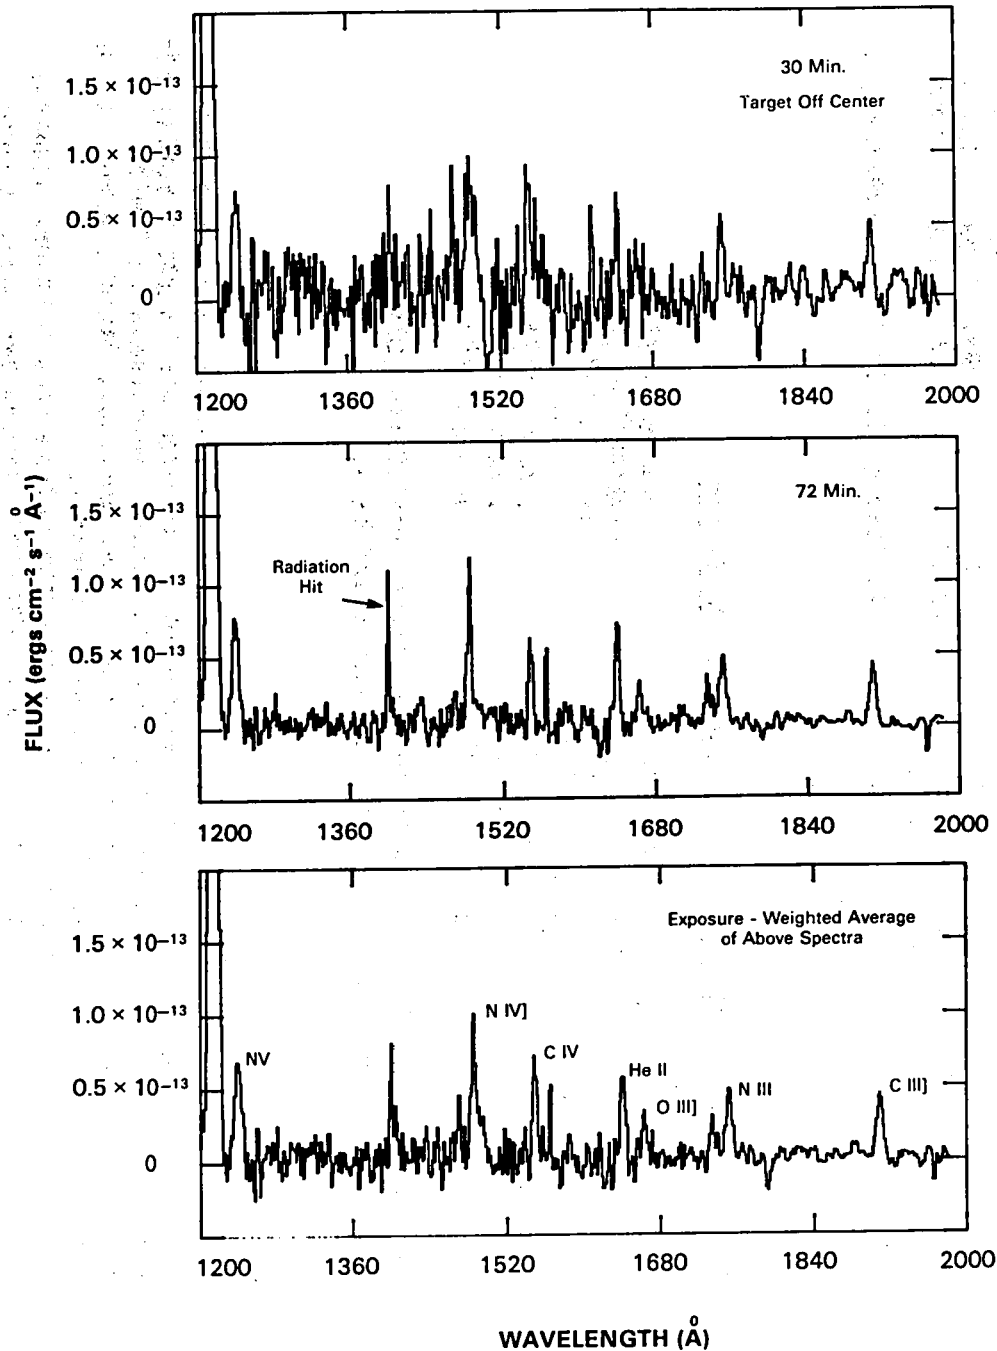 30 Min.
Target Off Center
1.5 × 10⁻¹³
1.0 × 10⁻¹³
0.5 × 10⁻¹³
0
1200 1360 1520 1680 1840 2000
FLUX (ergs cm⁻² s⁻¹ Å⁻¹)
72 Min.
1.5 × 10⁻¹³
Radiation
Hit
1.0 × 10⁻¹³
0.5 × 10⁻¹³
0
1200 1360 1520 1680 1840 2000
Exposure - Weighted Average
of Above Spectra
1.5 × 10⁻¹³
1.0 × 10⁻¹³
0.5 × 10⁻¹³
0
NV
N IV]
C IV
He II
O III]
N III
C III]
1200 1360 1520 1680 1840 2000
WAVELENGTH (Å)